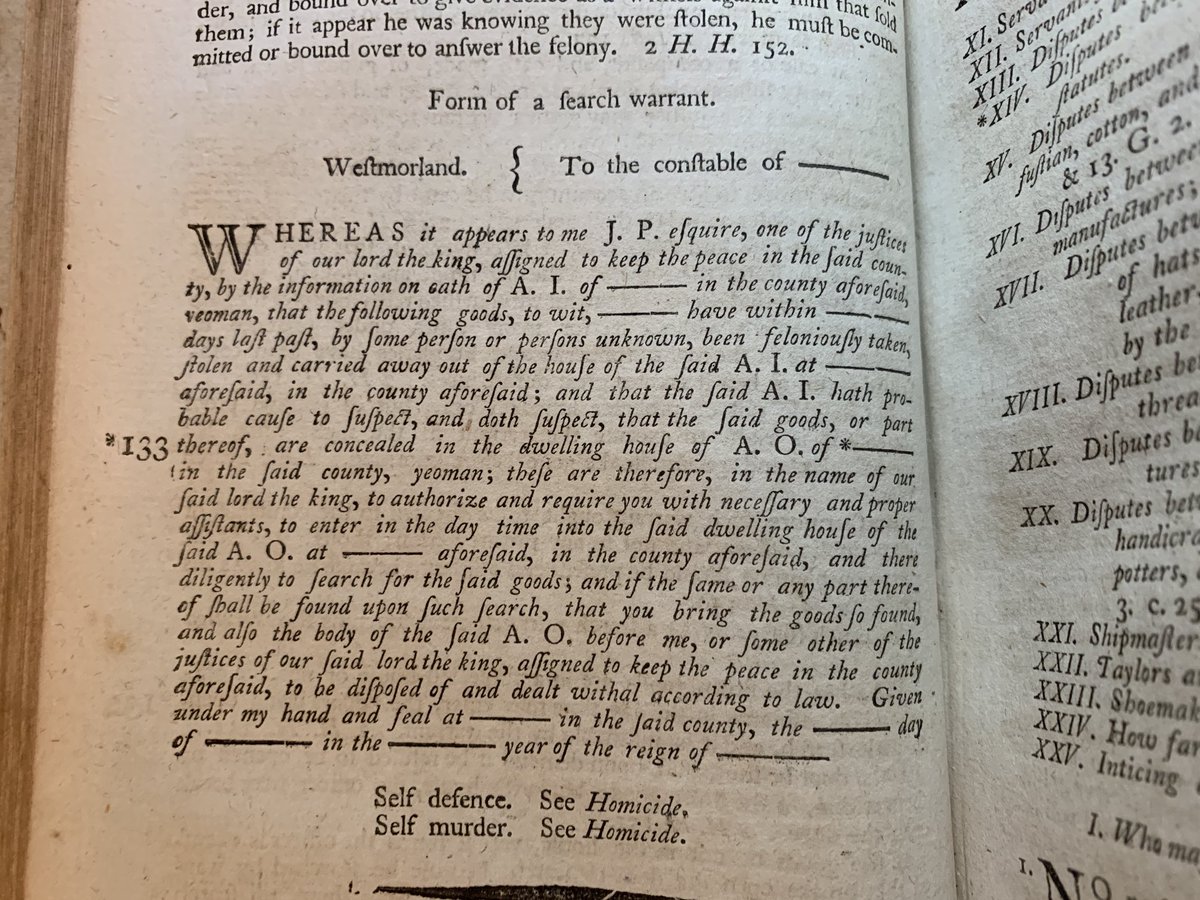 der, and bound over to give evidence as a witness against him that ſold
them; if it appear he was knowing they were ſtolen, he muſt be com-
mitted or bound over to anſwer the felony. 2 H. H. 152.
Form of a ſearch warrant.
Weſtmorland. { To the conſtable of ———
WHEREAS it appears to me J. P. eſquire, one of the juſtices
of our lord the king, aſſigned to keep the peace in the ſaid coun-
ty, by the information on oath of A. I. of ——— in the county aforeſaid,
yeoman, that the following goods, to wit, ——— have within ———
days laſt paſt, by ſome perſon or perſons unknown, been feloniouſly taken,
ſtolen and carried away out of the houſe of the ſaid A. I. at ———
aforeſaid, in the county aforeſaid; and that the ſaid A. I. hath pro-
bable cauſe to ſuſpect, and doth ſuſpect, that the ſaid goods, or part
*133 thereof, are concealed in the dwelling houſe of A. O. of *———
in the ſaid county, yeoman; theſe are therefore, in the name of our
ſaid lord the king, to authorize and require you with neceſſary and proper
aſſiſtants, to enter in the day time into the ſaid dwelling houſe of the
ſaid A. O. at ——— aforeſaid, in the county aforeſaid, and there
diligently to ſearch for the ſaid goods; and if the ſame or any part there-
of ſhall be found upon ſuch ſearch, that you bring the goods ſo found,
and alſo the body of the ſaid A. O. before me, or ſome other of the
juſtices of our ſaid lord the king, aſſigned to keep the peace in the county
aforeſaid, to be diſpoſed of and dealt withal according to law. Given
under my hand and ſeal at ——— in the ſaid county, the ——— day
of ——— in the ——— year of the reign of ———
Self defence. See Homicide.
Self murder. See Homicide.
XI.
XII.
XIII. Diſputes
*XIV. Diſputes
ſtatutes.
XV. Diſputes between
fuſtian, cotton, and
& 13. G. 2.
XVI. Diſputes between
manufactures;
XVII. Diſputes
of hats
leather.
by the
XVIII. Diſputes
XIX. Diſputes
tures
XX. Diſputes
potters,
3. c.
XXI.
XXII. Taylors
XXIII.
XXIV. How far
XXV. Inticing
I. Who
1. NO